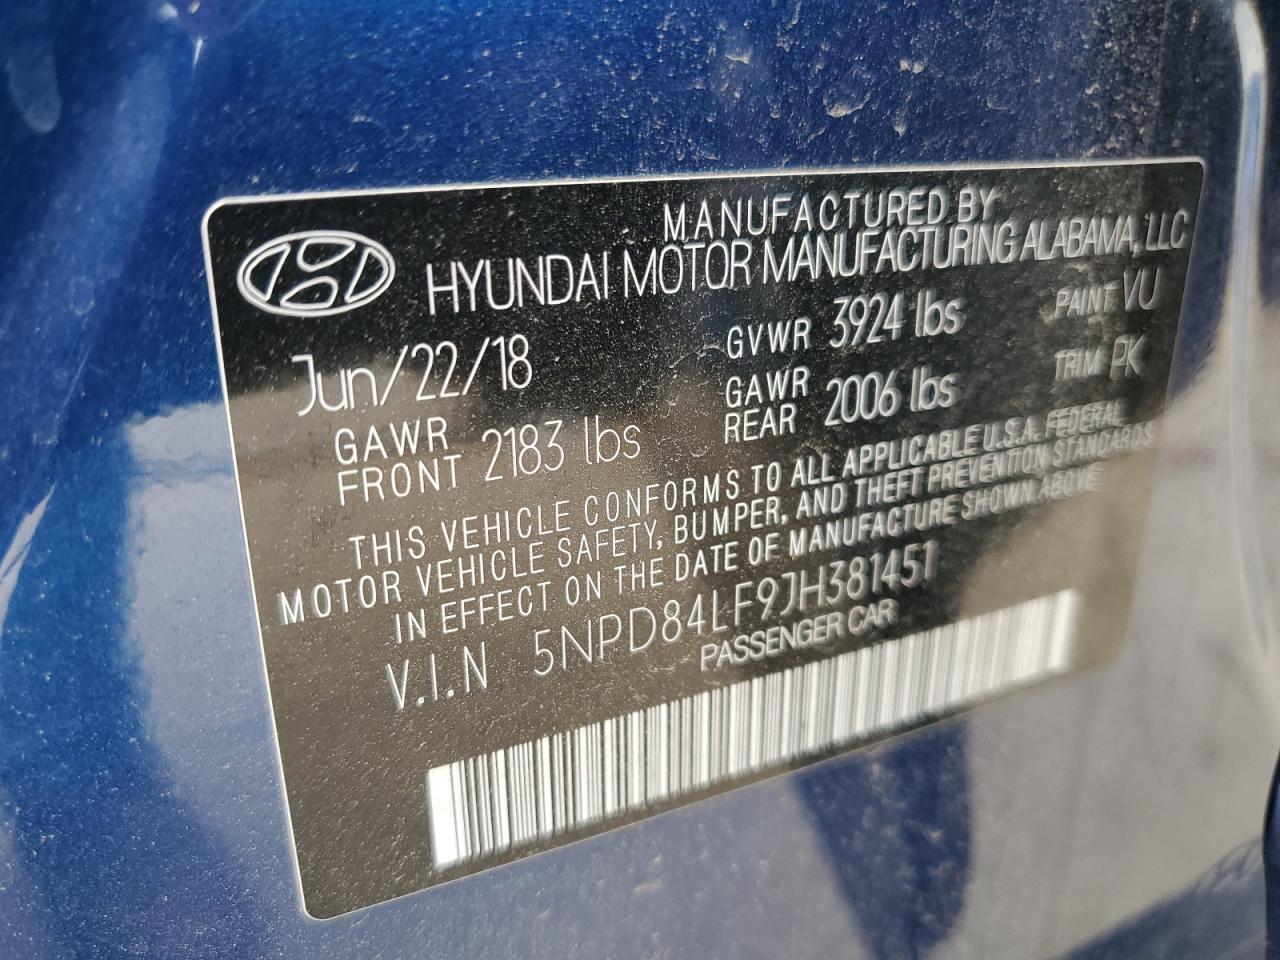 MANUFACTURED BY
HYUNDAI MOTOR MANUFACTURING ALABAMA, LLC
Jun/22/18 GVWR 3924 lbs PAINT VU
GAWR FRONT 2183 lbs GAWR REAR 2006 lbs TRIM PK
THIS VEHICLE CONFORMS TO ALL APPLICABLE U.S.A. FEDERAL
MOTOR VEHICLE SAFETY, BUMPER, AND THEFT PREVENTION STANDARDS
IN EFFECT ON THE DATE OF MANUFACTURE SHOWN ABOVE
V.I.N 5NPD84LF9JH381451
PASSENGER CAR